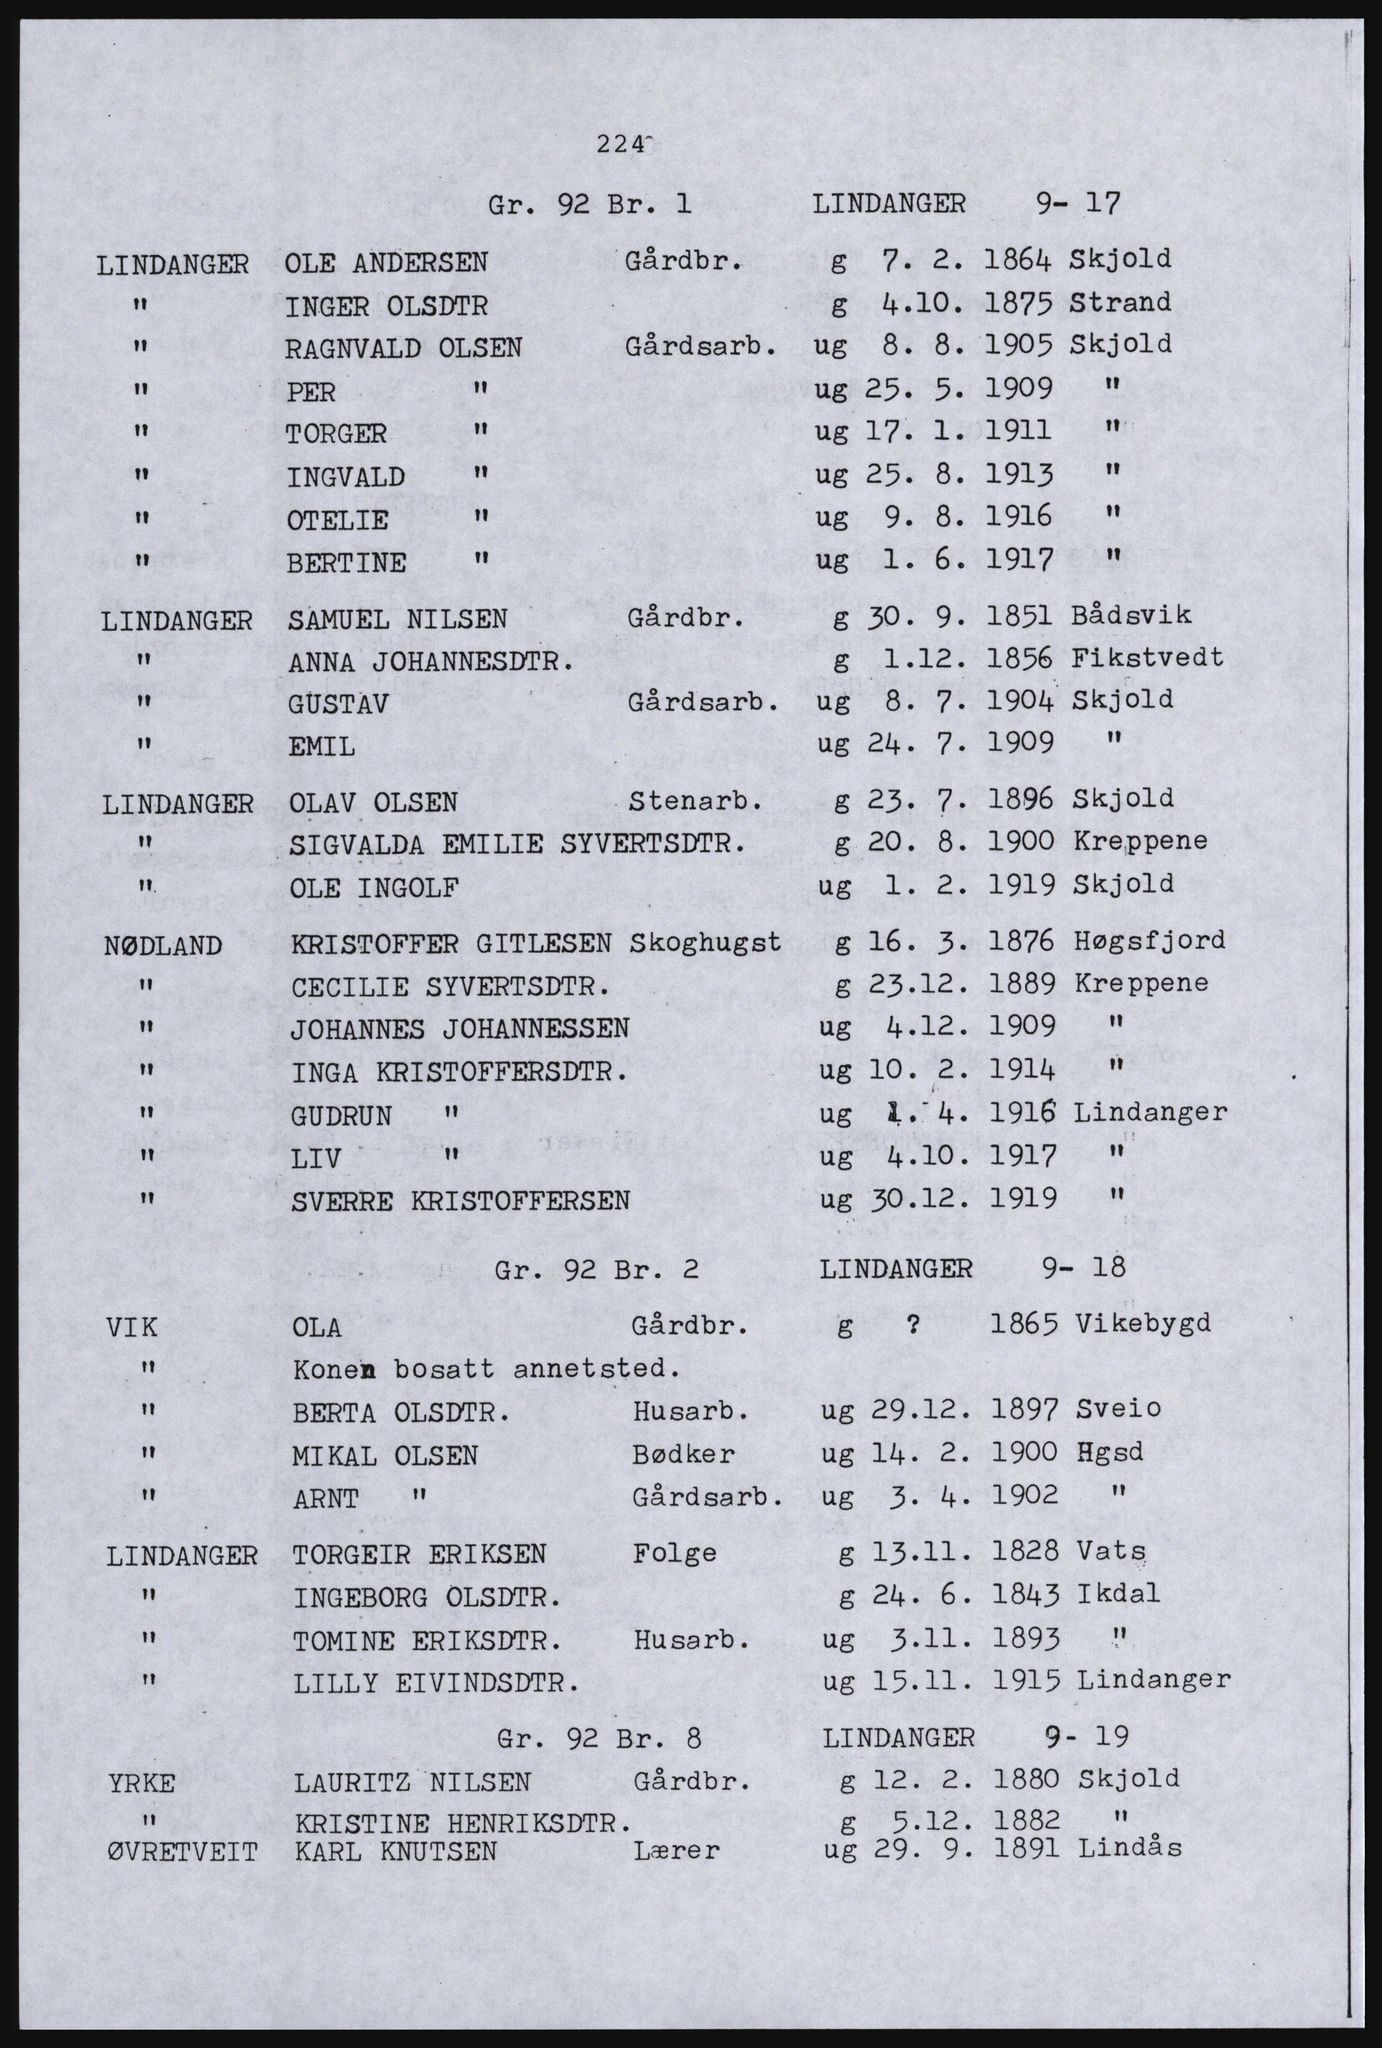 224
Gr. 92 Br. 1 LINDANGER 9- 17
LINDANGER OLE ANDERSEN Gårdbr. g 7. 2. 1864 Skjold
" INGER OLSDTR g 4.10. 1875 Strand
" RAGNVALD OLSEN Gårdsarb. ug 8. 8. 1905 Skjold
" PER " ug 25. 5. 1909 "
" TORGER " ug 17. 1. 1911 "
" INGVALD " ug 25. 8. 1913 "
" OTELIE " ug 9. 8. 1916 "
" BERTINE " ug 1. 6. 1917 "
LINDANGER SAMUEL NILSEN Gårdbr. g 30. 9. 1851 Bådsvik
" ANNA JOHANNESDTR. g 1.12. 1856 Fikstvedt
" GUSTAV Gårdsarb. ug 8. 7. 1904 Skjold
" EMIL ug 24. 7. 1909 "
LINDANGER OLAV OLSEN Stenarb. g 23. 7. 1896 Skjold
" SIGVALDA EMILIE SYVERTSDTR. g 20. 8. 1900 Kreppene
" OLE INGOLF ug 1. 2. 1919 Skjold
NØDLAND KRISTOFFER GITLESEN Skoghugst g 16. 3. 1876 Høgsfjord
" CECILIE SYVERTSDTR. g 23.12. 1889 Kreppene
" JOHANNES JOHANNESSEN ug 4.12. 1909 "
" INGA KRISTOFFERSDTR. ug 10. 2. 1914 "
" GUDRUN " ug 1. 4. 1916 Lindanger
" LIV " ug 4.10. 1917 "
" SVERRE KRISTOFFERSEN ug 30.12. 1919 "
Gr. 92 Br. 2 LINDANGER 9- 18
VIK OLA Gårdbr. g ? 1865 Vikebygd
" Konen bosatt annetsted.
" BERTA OLSDTR. Husarb. ug 29.12. 1897 Sveio
" MIKAL OLSEN Bødker ug 14. 2. 1900 Hgsd
" ARNT " Gårdsarb. ug 3. 4. 1902 "
LINDANGER TORGEIR ERIKSEN Folge g 13.11. 1828 Vats
" INGEBORG OLSDTR. g 24. 6. 1843 Ikdal
" TOMINE ERIKSDTR. Husarb. ug 3.11. 1893 "
" LILLY EIVINDSDTR. ug 15.11. 1915 Lindanger
Gr. 92 Br. 8 LINDANGER 9- 19
YRKE LAURITZ NILSEN Gårdbr. g 12. 2. 1880 Skjold
" KRISTINE HENRIKSDTR. g 5.12. 1882 "
ØVRETVEIT KARL KNUTSEN Lærer ug 29. 9. 1891 Lindås